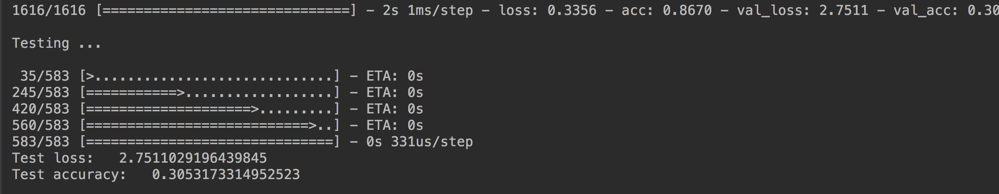 1616/1616 [==============================] - 2s 1ms/step - loss: 0.3356 - acc: 0.8670 - val_loss: 2.7511 - val_acc: 0.30
Testing ...
35/583 [>.............................] - ETA: 0s
245/583 [===========>..................] - ETA: 0s
420/583 [====================>.........] - ETA: 0s
560/583 [===========================>..] - ETA: 0s
583/583 [==============================] - 0s 331us/step
Test loss:   2.7511029196439845
Test accuracy:   0.3053173314952523